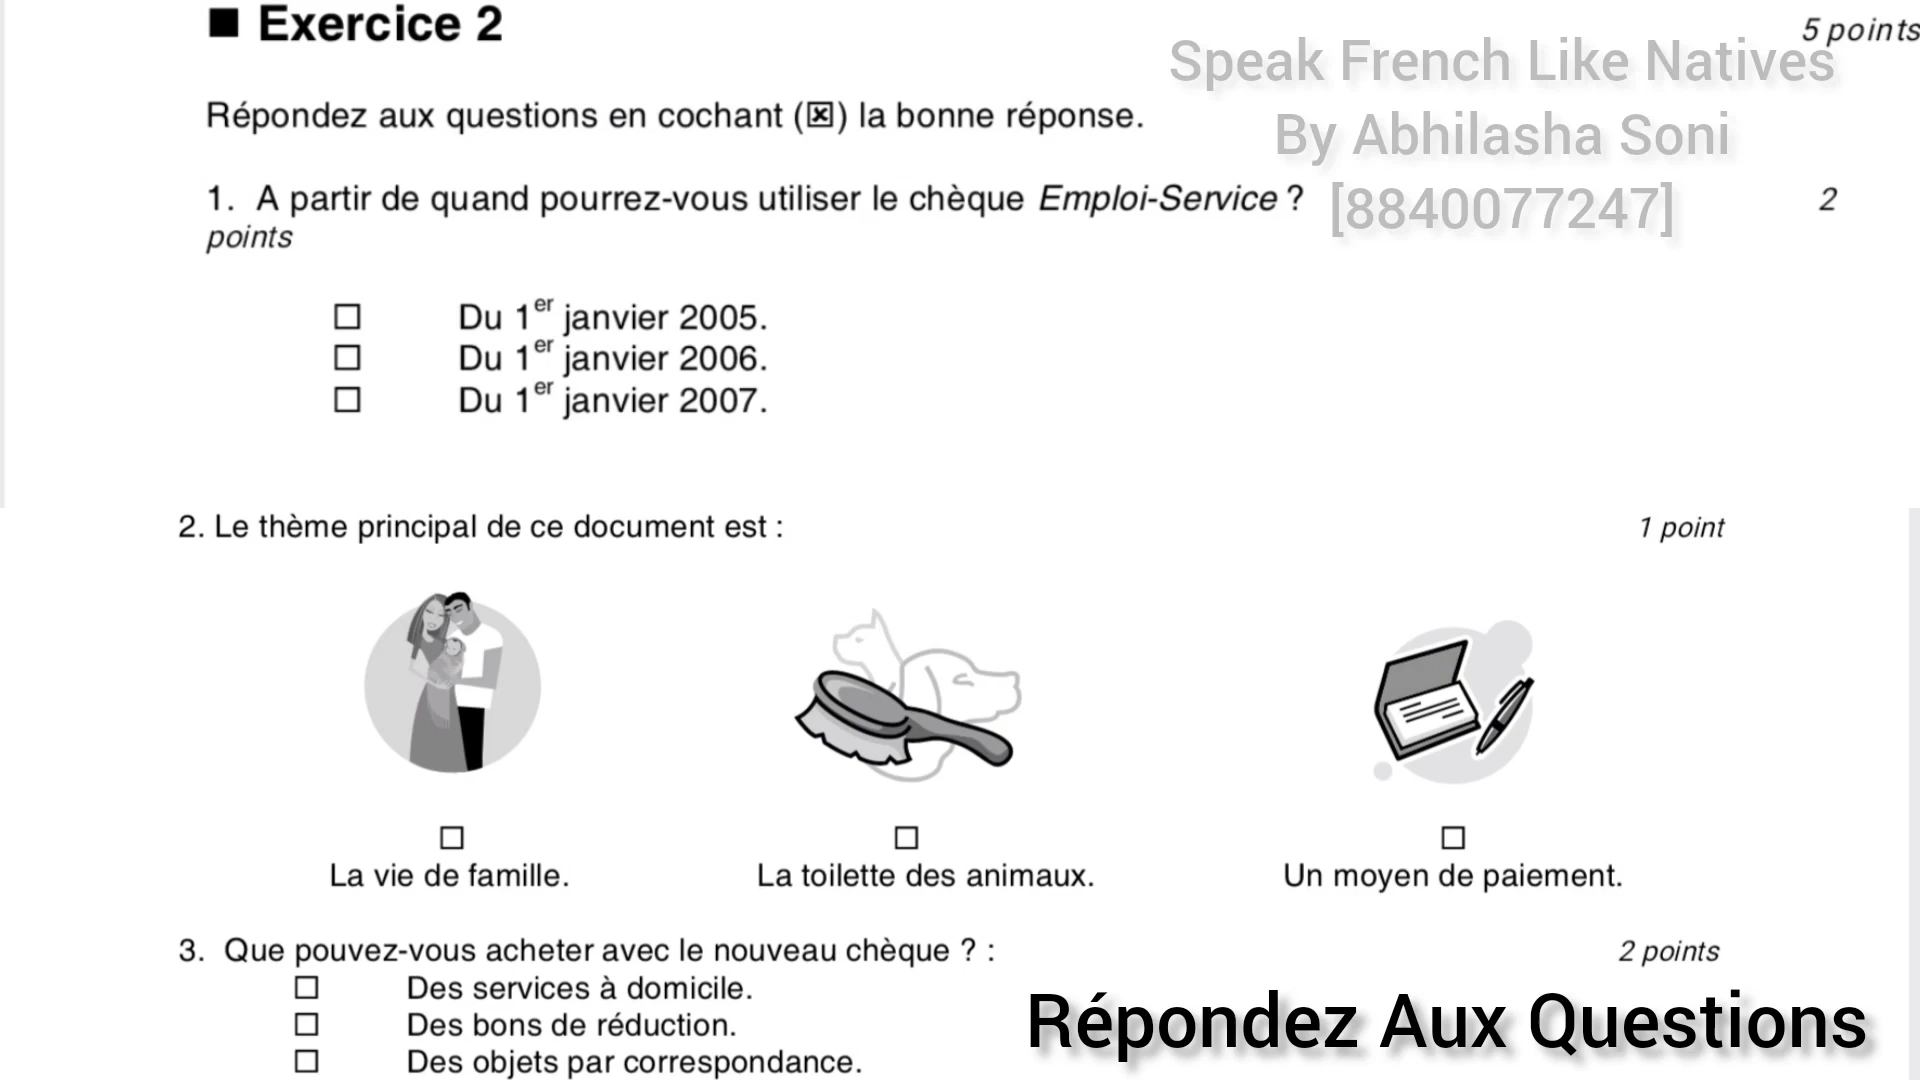 ■ Exercice 2
5 points
Speak French Like Natives
By Abhilasha Soni
[8840077247]
Répondez aux questions en cochant (☒) la bonne réponse.
1. A partir de quand pourrez-vous utiliser le chèque Emploi-Service ? 2
points
☐ Du 1er janvier 2005.
☐ Du 1er janvier 2006.
☐ Du 1er janvier 2007.
2. Le thème principal de ce document est : 1 point
☐ ☐ ☐
La vie de famille. La toilette des animaux. Un moyen de paiement.
3. Que pouvez-vous acheter avec le nouveau chèque ? : 2 points
☐ Des services à domicile.
☐ Des bons de réduction.
☐ Des objets par correspondance.
Répondez Aux Questions